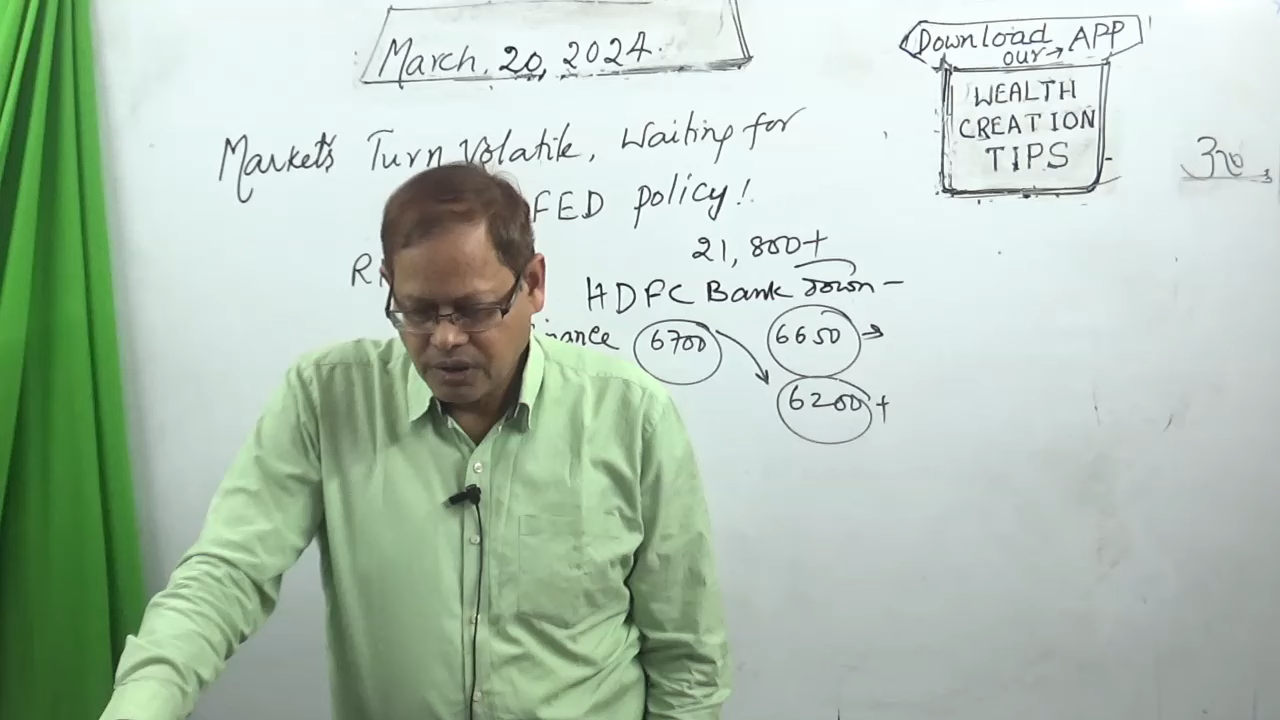 March, 20, 2024.
Download
our → APP
WEALTH
CREATION
TIPS
Markets Turn Volatile, Waiting for
FED policy!
21,800+
HDFC Bank Down -
6700
6650 →
6200+